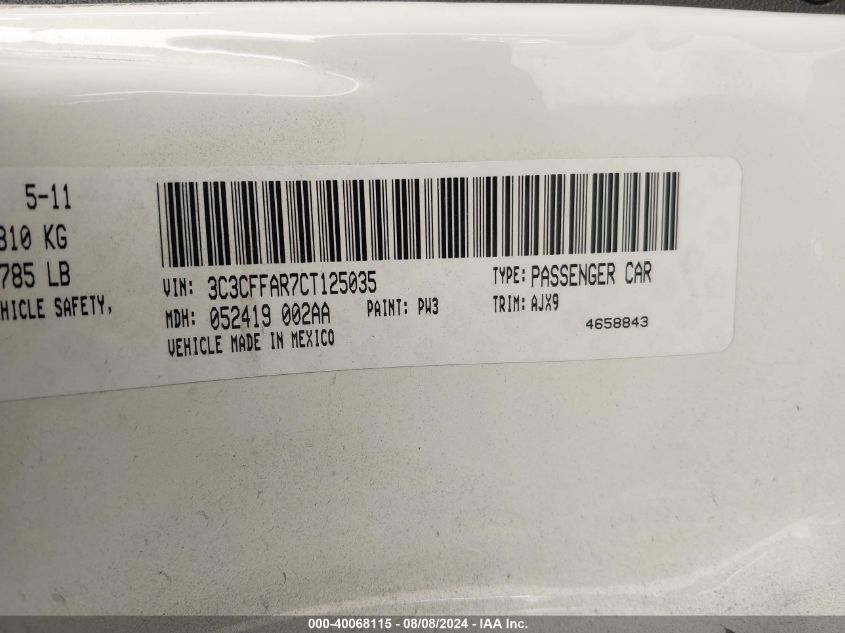 5-11
810 KG
785 LB
HICLE SAFETY,
VIN: 3C3CFFAR7CT125035 TYPE: PASSENGER CAR
MDH: 052419 002AA PAINT: PW3 TRIM: AJX9
VEHICLE MADE IN MEXICO 4658843
000-40068115 - 08/08/2024 - IAA Inc.